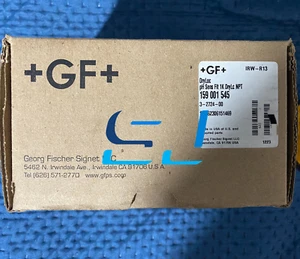 +GF+
Georg Fischer Signet
5462 N. Irwindale Ave., Irwindale CA 91706 U.S.A.
Tel (626) 571-2770
www.gfps.com
+GF+
IRW-R13
DryLoc
pH Sens Flt 1K DryLc NPT
159 001 545
3-2724-00